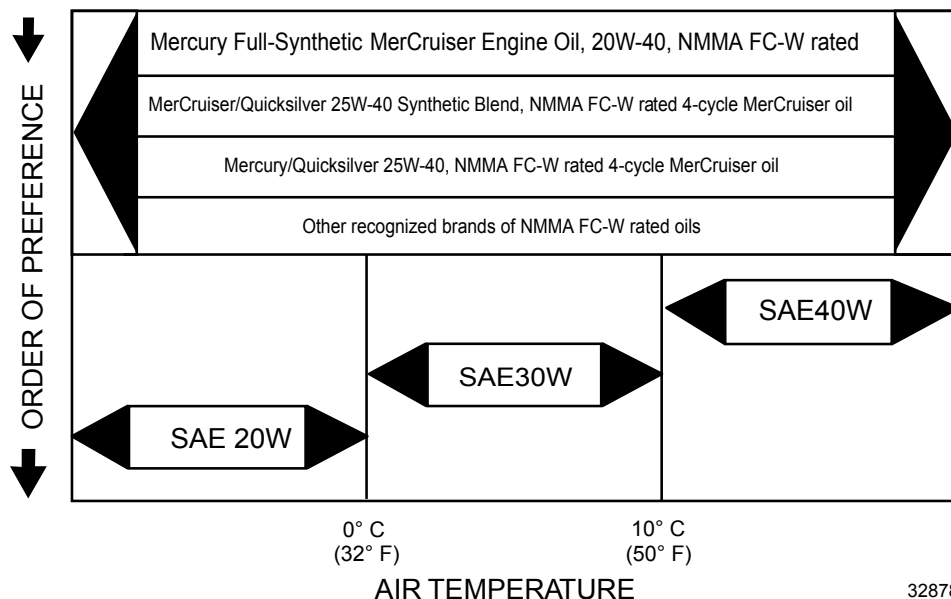 ORDER OF PREFERENCE
Mercury Full-Synthetic MerCruiser Engine Oil, 20W-40, NMMA FC-W rated
MerCruiser/Quicksilver 25W-40 Synthetic Blend, NMMA FC-W rated 4-cycle MerCruiser oil
Mercury/Quicksilver 25W-40, NMMA FC-W rated 4-cycle MerCruiser oil
Other recognized brands of NMMA FC-W rated oils
SAE40W
SAE30W
SAE 20W
0° C
(32° F)
10° C
(50° F)
AIR TEMPERATURE